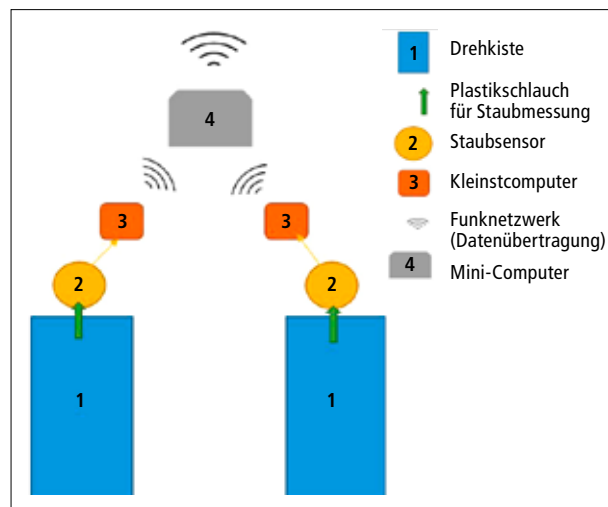 4
3
3
2
2
1
1
1 Drehkiste
Plastikschlauch
für Staubmessung
2 Staubsensor
3 Kleinstcomputer
Funknetzwerk
(Datenübertragung)
4 Mini-Computer